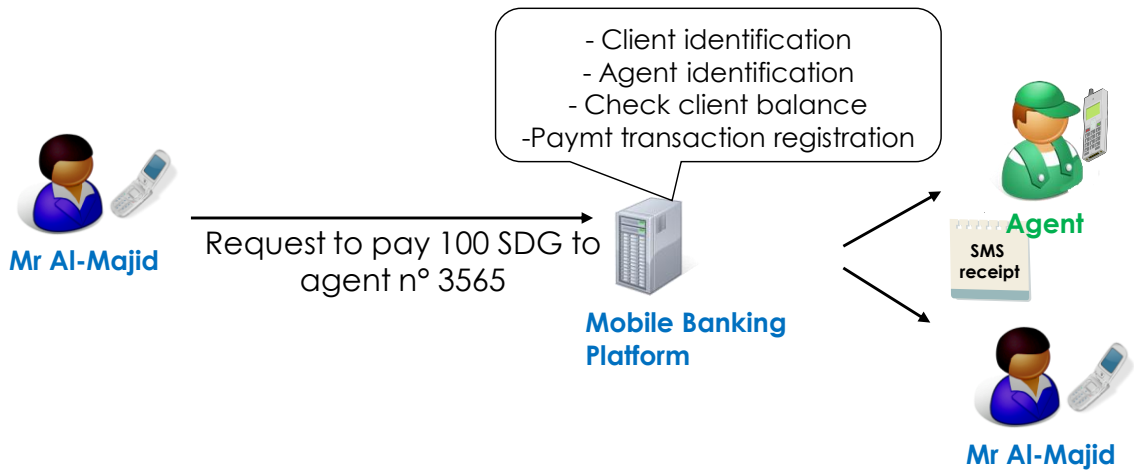 - Client identification
- Agent identification
- Check client balance
-Paymt transaction registration
Mr Al-Majid
Request to pay 100 SDG to
agent n° 3565
Mobile Banking
Platform
Agent
SMS
receipt
Mr Al-Majid